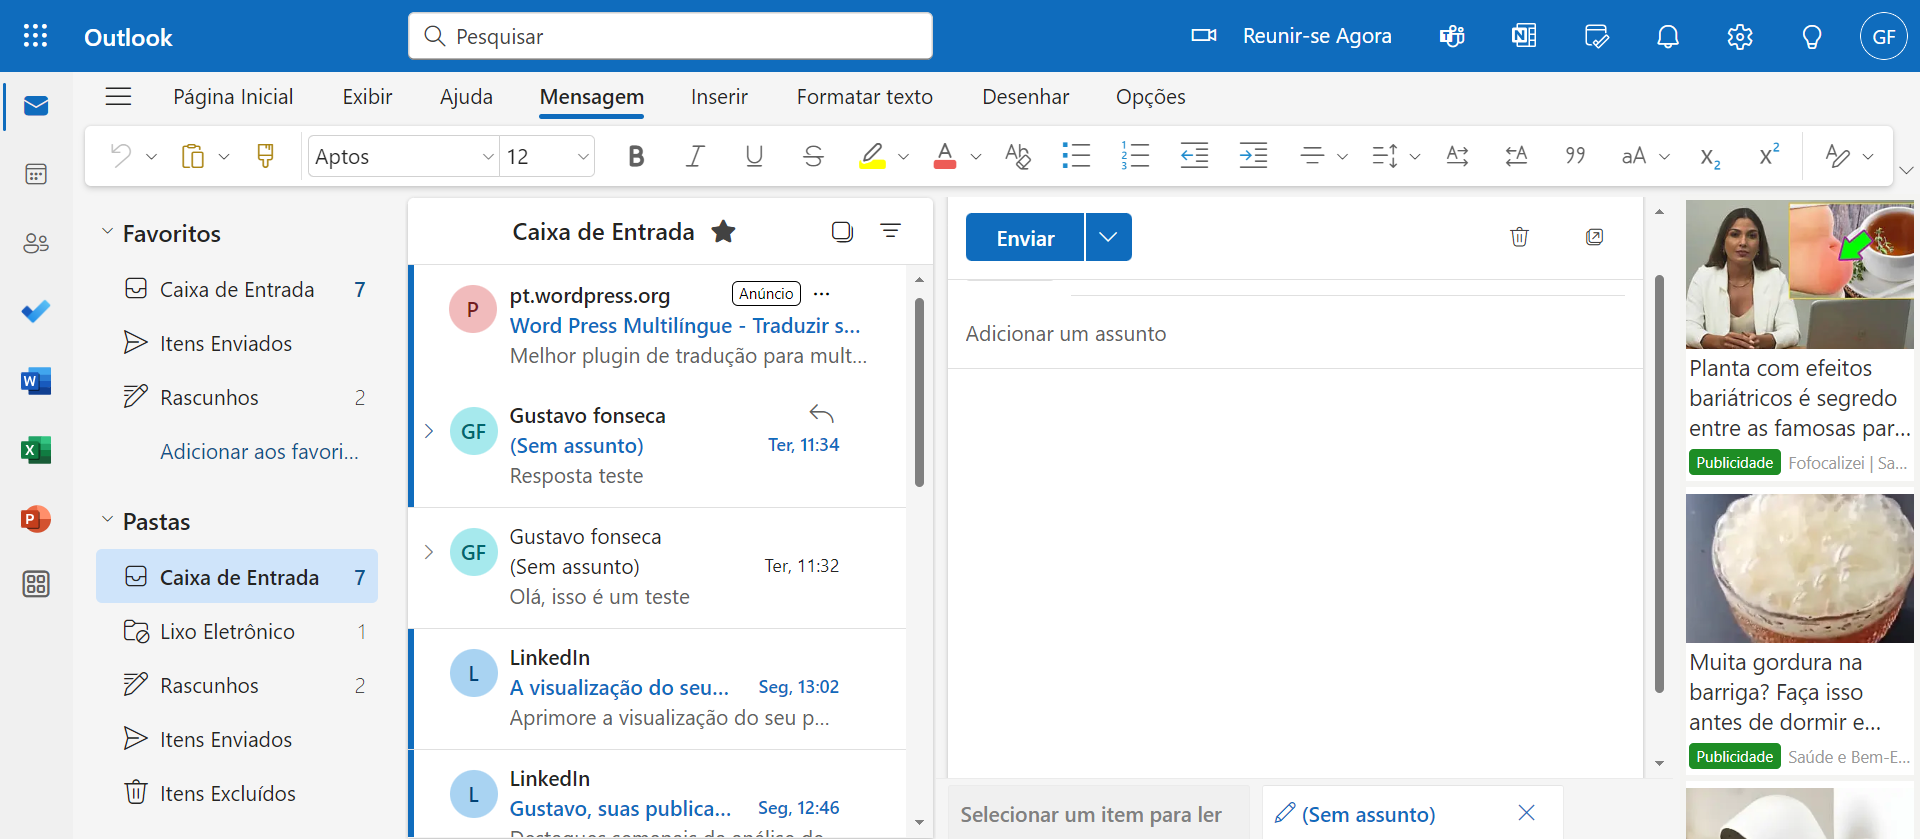 Outlook
Pesquisar
Reunir-se Agora
GF
Página Inicial
Exibir
Ajuda
Mensagem
Inserir
Formatar texto
Desenhar
Opções
Aptos
12
Favoritos
Caixa de Entrada 7
Itens Enviados
Rascunhos 2
Adicionar aos favori...
Pastas
Caixa de Entrada 7
Lixo Eletrônico 1
Rascunhos 2
Itens Enviados
Itens Excluídos
Caixa de Entrada
P
pt.wordpress.org Anúncio
Word Press Multilíngue - Traduzir s...
Melhor plugin de tradução para mult...
GF
Gustavo fonseca
(Sem assunto) Ter, 11:34
Resposta teste
GF
Gustavo fonseca
(Sem assunto) Ter, 11:32
Olá, isso é um teste
L
LinkedIn
A visualização do seu... Seg, 13:02
Aprimore a visualização do seu p...
L
LinkedIn
Gustavo, suas publica... Seg, 12:46
Enviar
Adicionar um assunto
Selecionar um item para ler
(Sem assunto)
Planta com efeitos
bariátricos é segredo
entre as famosas par...
Publicidade Fofocalizei | Sa...
Muita gordura na
barriga? Faça isso
antes de dormir e...
Publicidade Saúde e Bem-E...